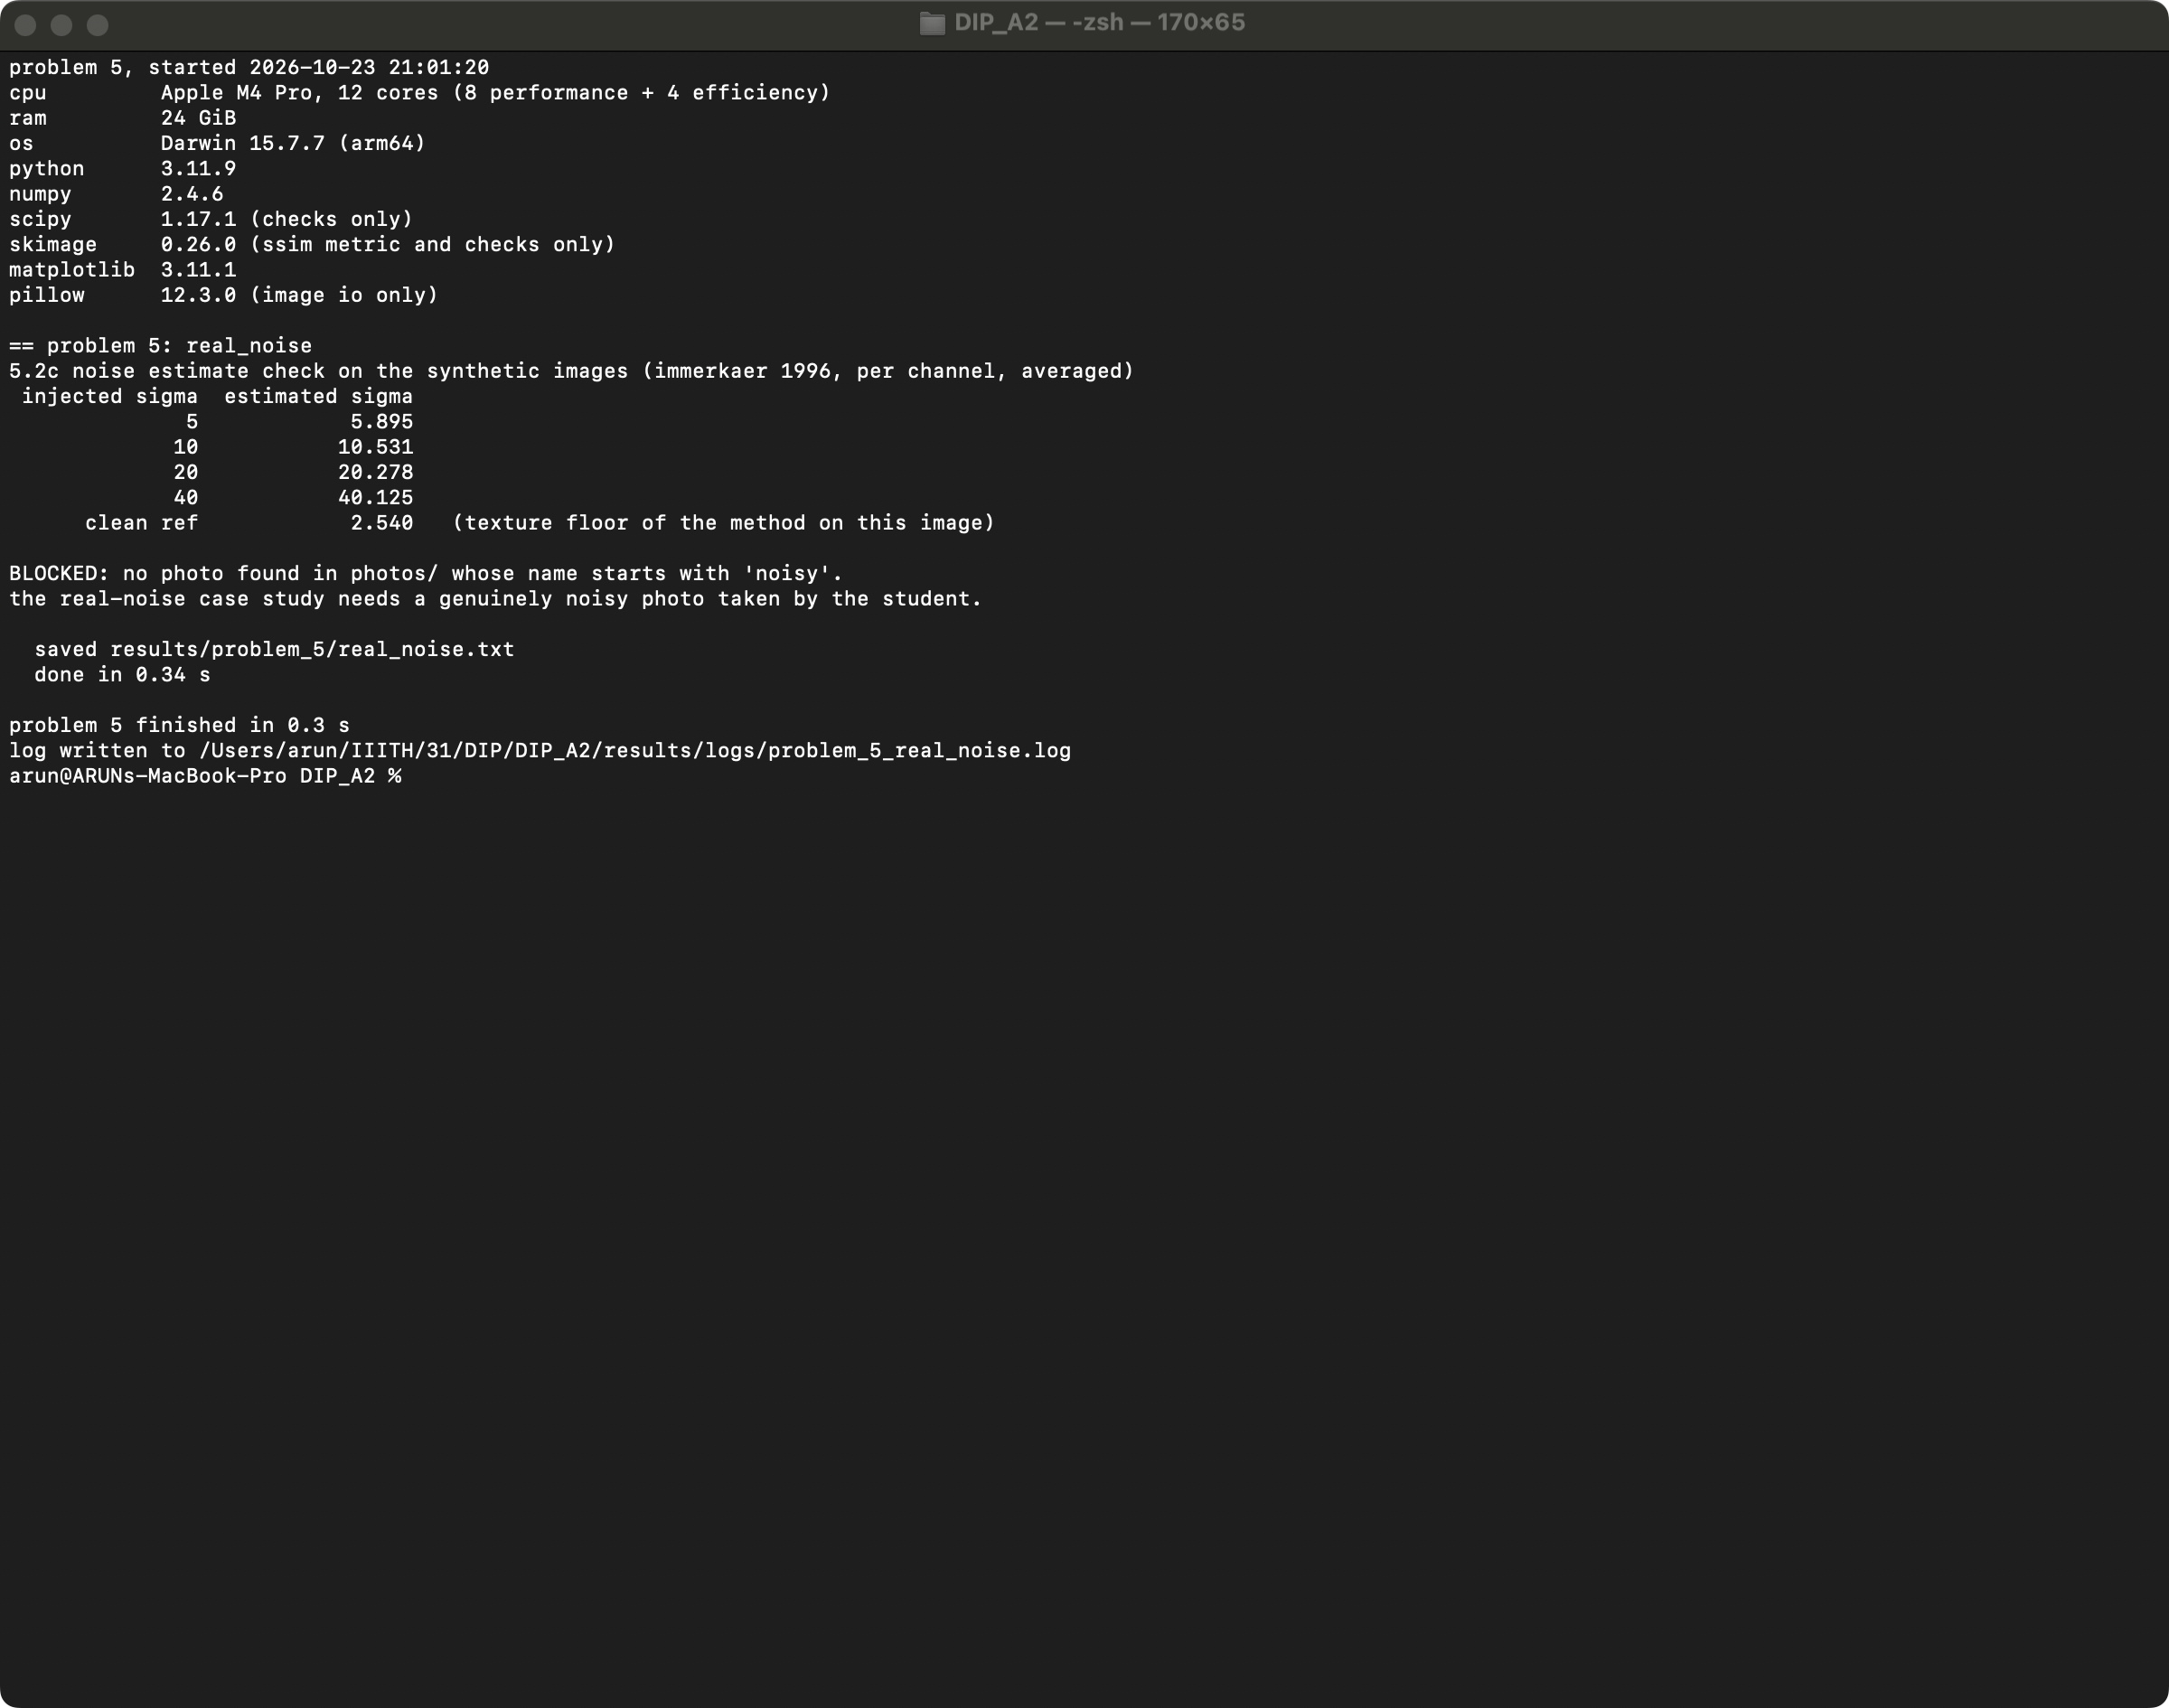 DIP_A2 — -zsh — 170×65
problem 5, started 2026-10-23 21:01:20
cpu         Apple M4 Pro, 12 cores (8 performance + 4 efficiency)
ram         24 GiB
os          Darwin 15.7.7 (arm64)
python      3.11.9
numpy       2.4.6
scipy       1.17.1 (checks only)
skimage     0.26.0 (ssim metric and checks only)
matplotlib  3.11.1
pillow      12.3.0 (image io only)

== problem 5: real_noise
5.2c noise estimate check on the synthetic images (immerkaer 1996, per channel, averaged)
 injected sigma  estimated sigma
              5            5.895
             10           10.531
             20           20.278
             40           40.125
      clean ref            2.540   (texture floor of the method on this image)

BLOCKED: no photo found in photos/ whose name starts with 'noisy'.
the real-noise case study needs a genuinely noisy photo taken by the student.

  saved results/problem_5/real_noise.txt
  done in 0.34 s

problem 5 finished in 0.3 s
log written to /Users/arun/IIITH/31/DIP/DIP_A2/results/logs/problem_5_real_noise.log
arun@ARUNs-MacBook-Pro DIP_A2 %